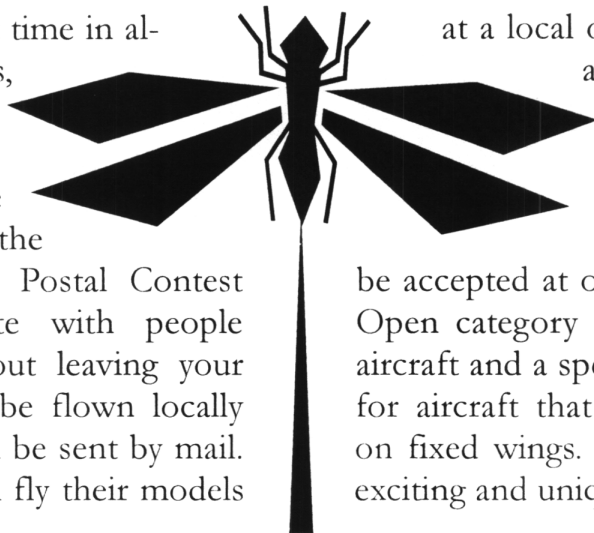 time in al-
the
Postal Contest
with people
leaving your
be flown locally
be sent by mail.
fly their models
at a local
be accepted at
Open category
aircraft and a
for aircraft that
on fixed wings.
exciting and